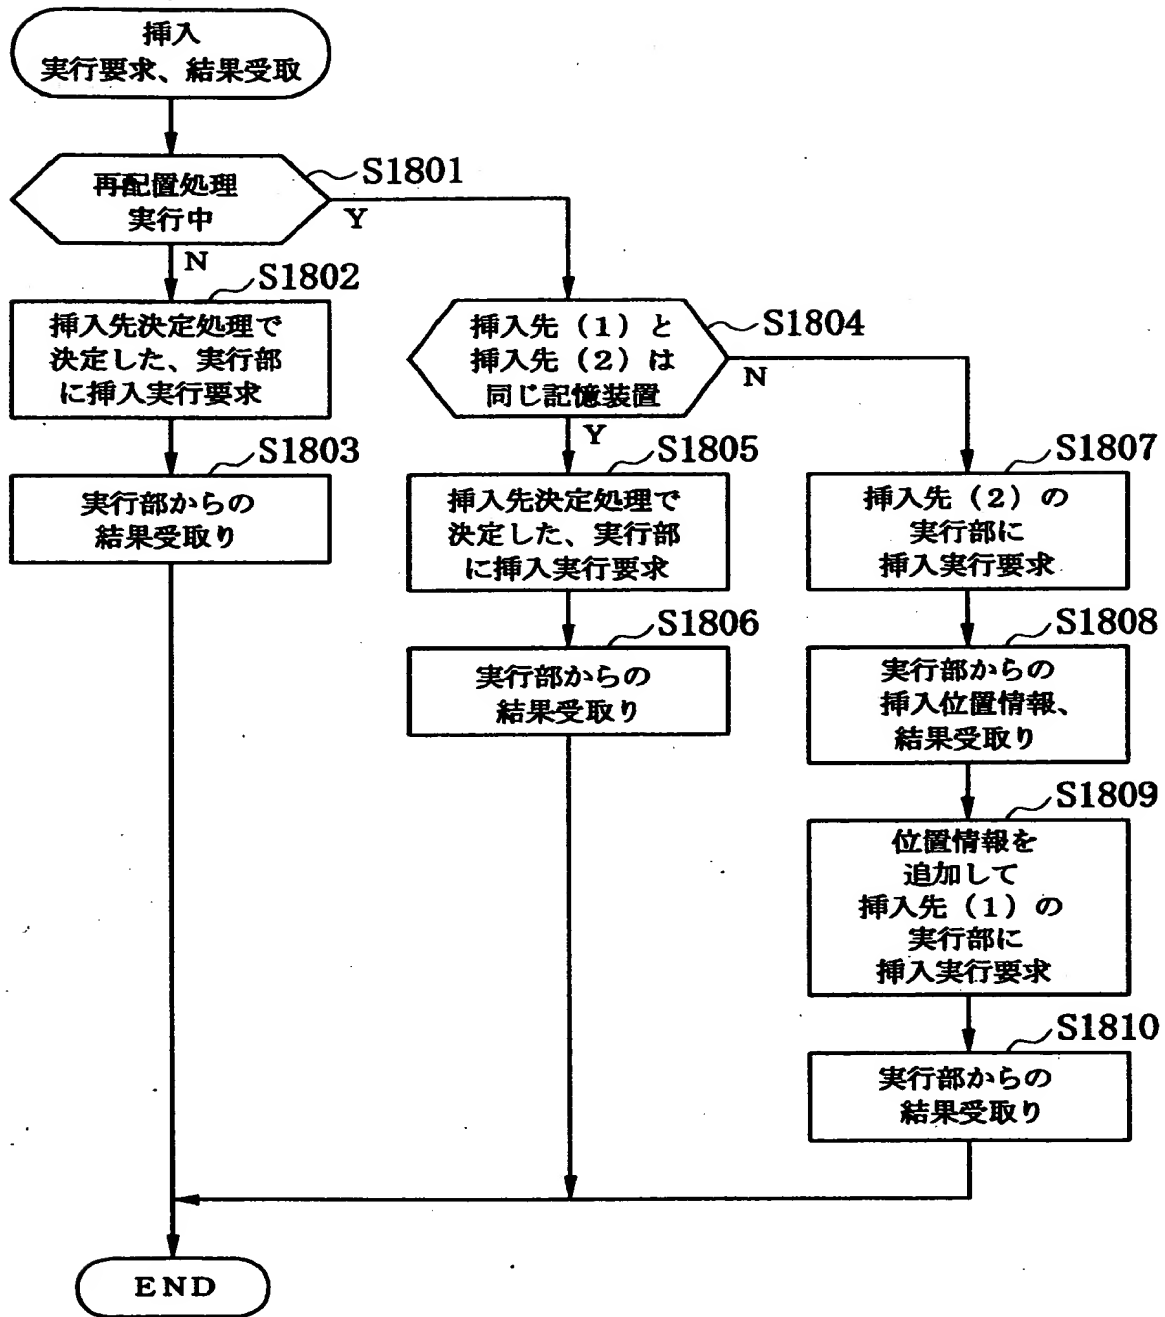 挿入
実行要求、結果受取
再配置処理
実行中
S1801
Y
N
S1802
挿入先決定処理で
決定した、実行部
に挿入実行要求
S1803
実行部からの
結果受取り
挿入先（１）と
挿入先（２）は
同じ記憶装置
S1804
N
Y
S1805
挿入先決定処理で
決定した、実行部
に挿入実行要求
S1806
実行部からの
結果受取り
S1807
挿入先（２）の
実行部に
挿入実行要求
S1808
実行部からの
挿入位置情報、
結果受取り
S1809
位置情報を
追加して
挿入先（１）の
実行部に
挿入実行要求
S1810
実行部からの
結果受取り
END